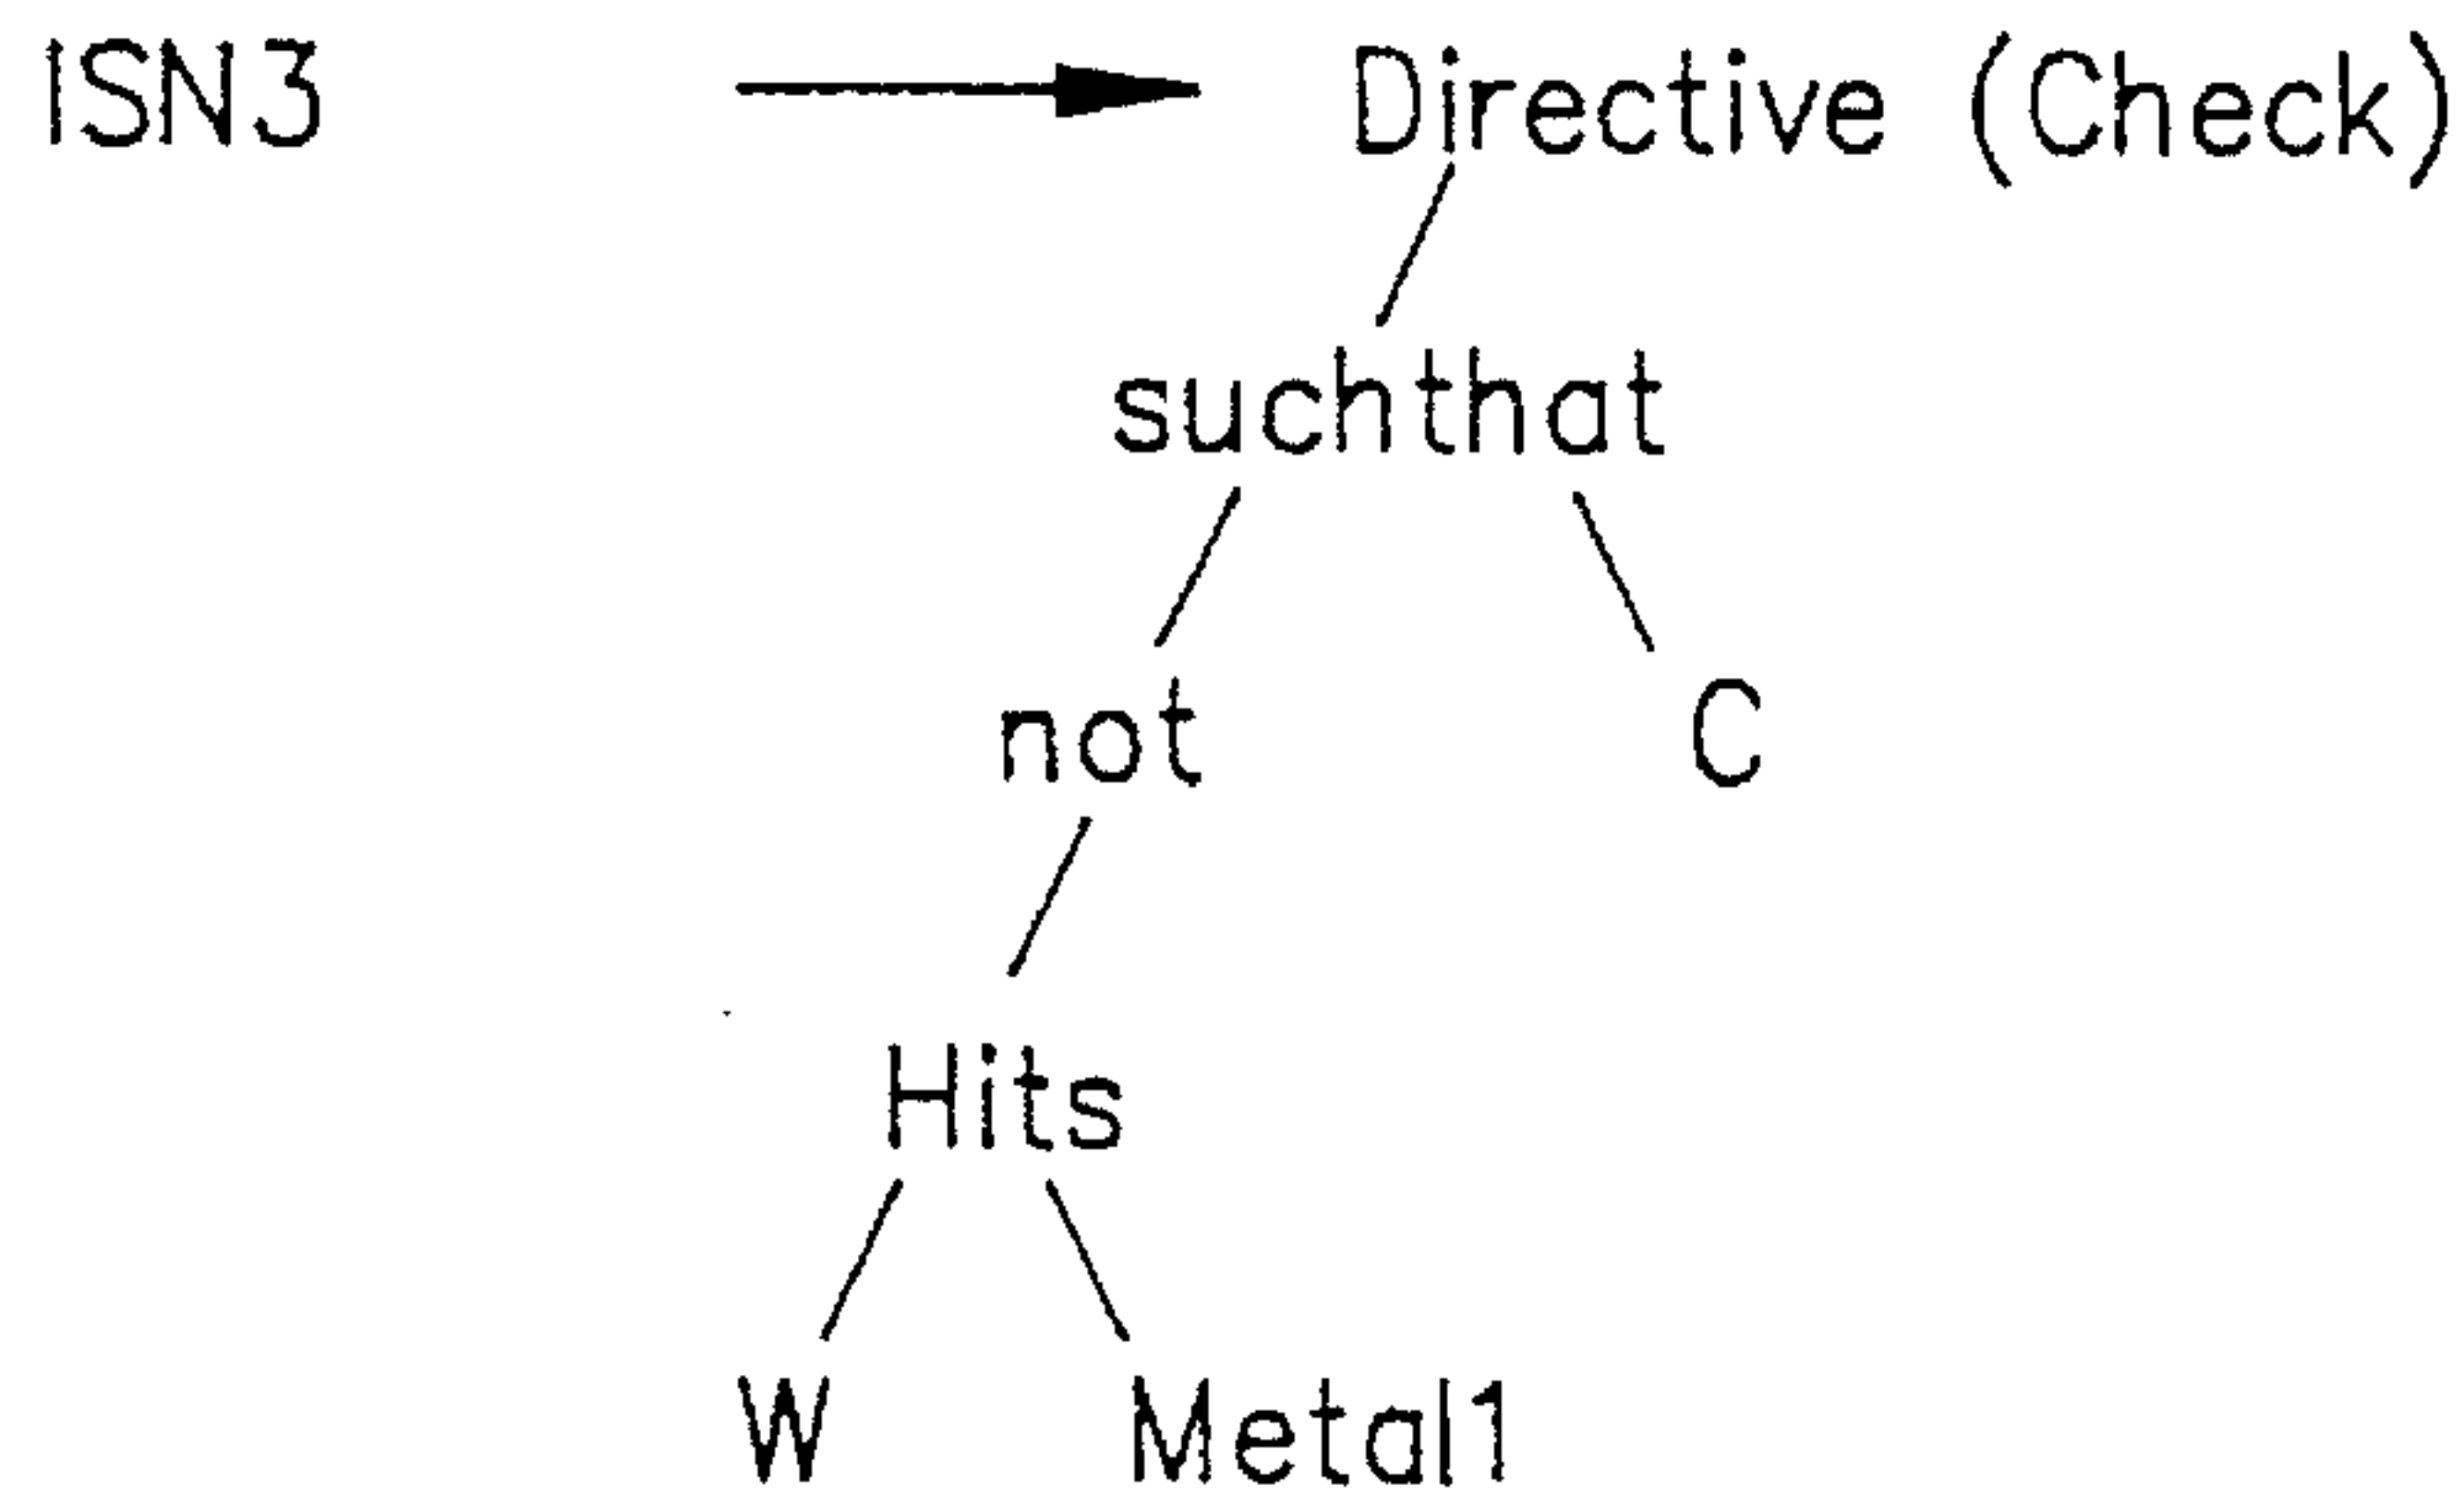 ISN3 Directive (Check)
suchthat
not C
Hits
W Metal1